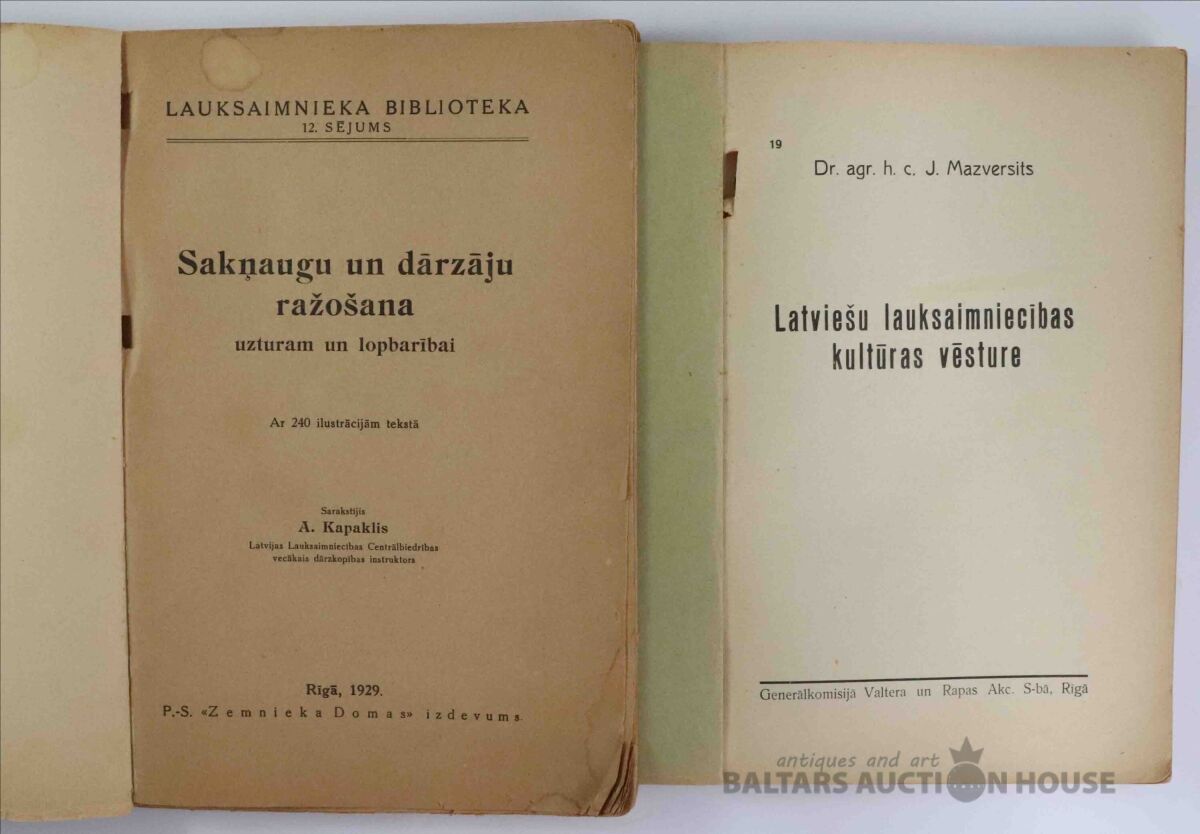 LAUKSAIMNIEKA BIBLIOTEKA
12. SĒJUMS
Sakņaugu un dārzāju
ražošana
uzturam un lopbarībai
Ar 240 ilustrācijām tekstā
Sarakstījis
A. Kapaklis
Latvijas Lauksaimniecības Centrālbiedrības
vecākais dārzkopības instruktors
Rīgā, 1929.
P.-S. «Zemnieka Domas» izdevums.
19
Dr. agr. h. c. J. Mazversits
Latviešu lauksaimniecības
kultūras vēsture
Ģenerālkomisijā Valtera un Rapas Akc. S-bā, Rīgā
antiques and art
BALTARS AUCTION HOUSE